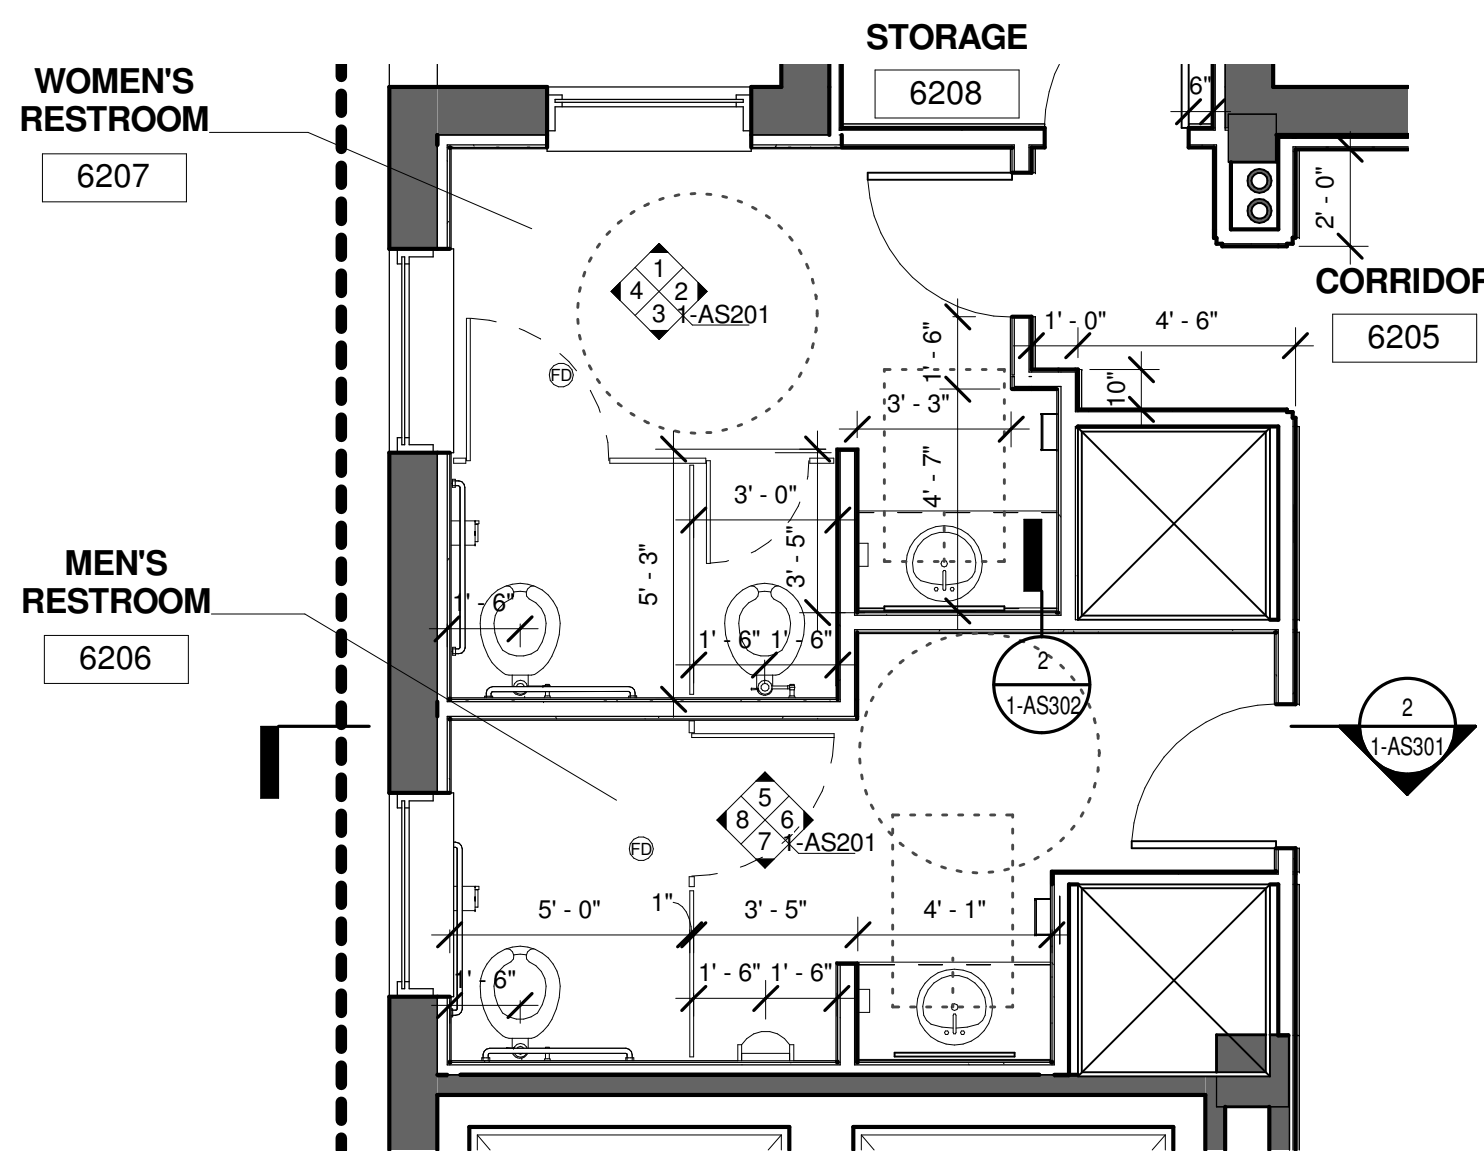 STORAGE
6208
WOMEN'S
RESTROOM
6207
6"
2' - 0"
CORRIDOR
6205
1
4
2
3
1-AS201
1' - 6"
1' - 0"
4' - 6"
10"
FD
3' - 3"
4' - 7"
3' - 0"
3' - 5"
5' - 3"
MEN'S
RESTROOM
6206
1' - 6"
1' - 6"
1' - 6"
2
1-AS302
2
1-AS301
5
8
6
7
1-AS201
FD
5' - 0"
1"
3' - 5"
4' - 1"
1' - 6"
1' - 6"
1' - 6"